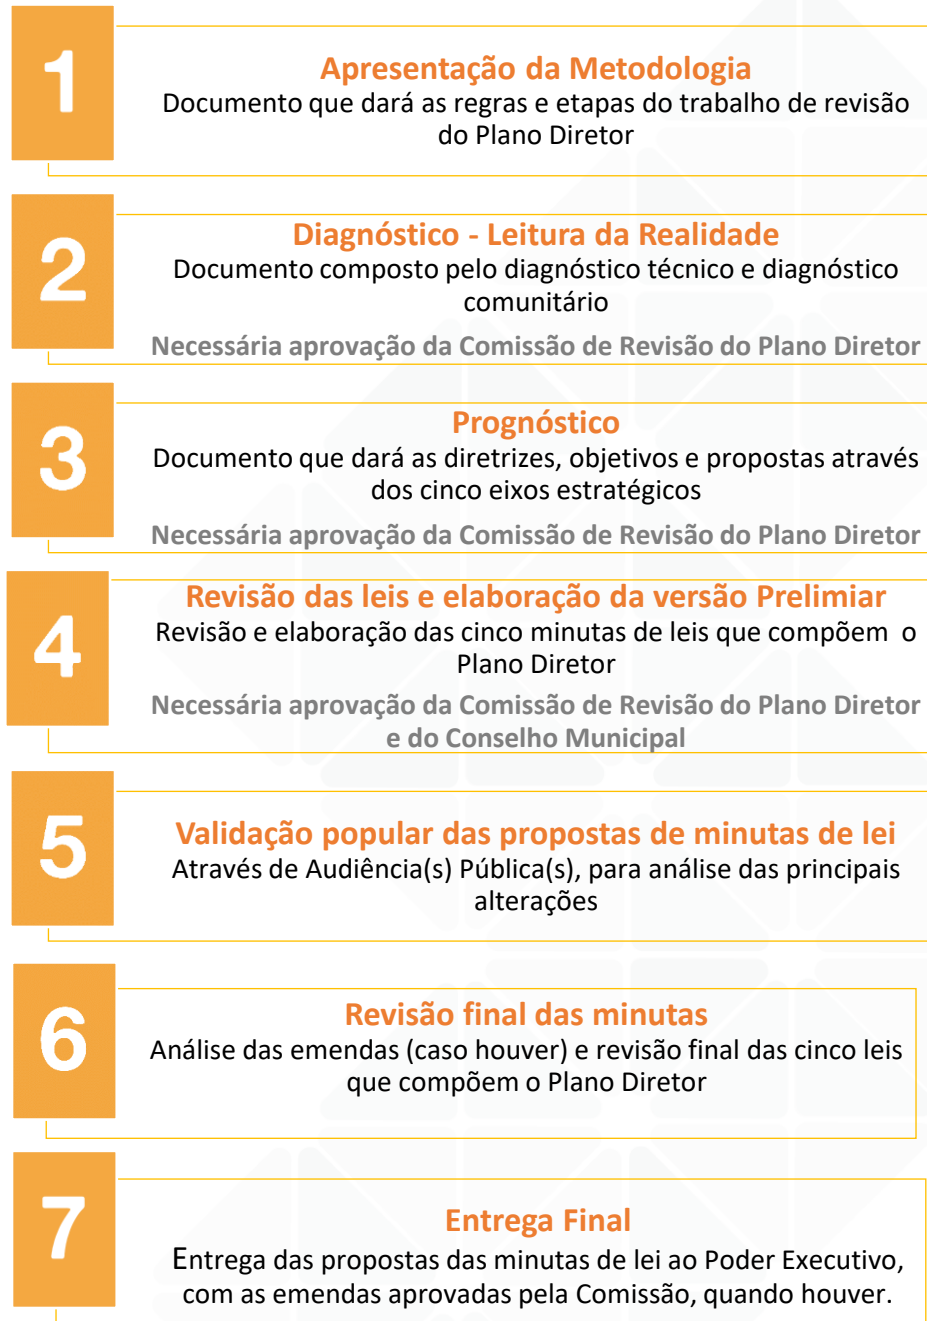 1
Apresentação da Metodologia
Documento que dará as regras e etapas do trabalho de revisão
do Plano Diretor
2
Diagnóstico - Leitura da Realidade
Documento composto pelo diagnóstico técnico e diagnóstico
comunitário
Necessária aprovação da Comissão de Revisão do Plano Diretor
3
Prognóstico
Documento que dará as diretrizes, objetivos e propostas através
dos cinco eixos estratégicos
Necessária aprovação da Comissão de Revisão do Plano Diretor
4
Revisão das leis e elaboração da versão Prelimiar
Revisão e elaboração das cinco minutas de leis que compõem o
Plano Diretor
Necessária aprovação da Comissão de Revisão do Plano Diretor
e do Conselho Municipal
5
Validação popular das propostas de minutas de lei
Através de Audiência(s) Pública(s), para análise das principais
alterações
6
Revisão final das minutas
Análise das emendas (caso houver) e revisão final das cinco leis
que compõem o Plano Diretor
7
Entrega Final
Entrega das propostas das minutas de lei ao Poder Executivo,
com as emendas aprovadas pela Comissão, quando houver.